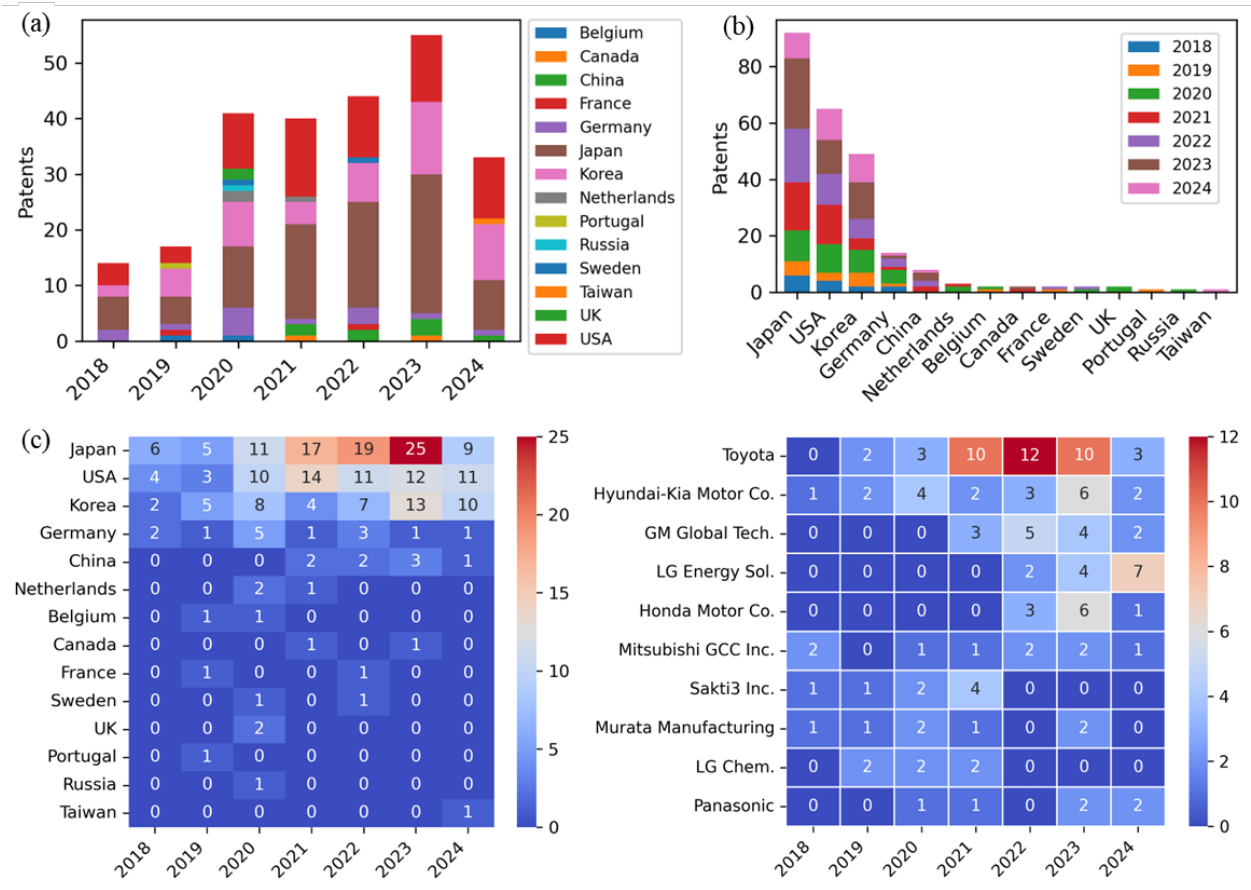 (a)
Patents
50
40
30
20
10
0
2018
2019
2020
2021
2022
2023
2024
Belgium
Canada
China
France
Germany
Japan
Korea
Netherlands
Portugal
Russia
Sweden
Taiwan
UK
USA
(b)
Patents
80
60
40
20
0
Japan
USA
Korea
Germany
China
Netherlands
Belgium
Canada
France
Sweden
UK
Portugal
Russia
Taiwan
2018
2019
2020
2021
2022
2023
2024
(c)
Japan 6 5 11 17 19 25 9
USA 4 3 10 14 11 12 11
Korea 2 5 8 4 7 13 10
Germany 2 1 5 1 3 1 1
China 0 0 0 2 2 3 1
Netherlands 0 0 2 1 0 0 0
Belgium 0 1 1 0 0 0 0
Canada 0 0 0 1 0 1 0
France 0 1 0 0 1 0 0
Sweden 0 0 1 0 1 0 0
UK 0 0 2 0 0 0 0
Portugal 0 1 0 0 0 0 0
Russia 0 0 1 0 0 0 0
Taiwan 0 0 0 0 0 0 1
2018 2019 2020 2021 2022 2023 2024
25
20
15
10
5
0
Toyota 0 2 3 10 12 10 3
Hyundai-Kia Motor Co. 1 2 4 2 3 6 2
GM Global Tech. 0 0 0 3 5 4 2
LG Energy Sol. 0 0 0 0 2 4 7
Honda Motor Co. 0 0 0 0 3 6 1
Mitsubishi GCC Inc. 2 0 1 1 2 2 1
Sakti3 Inc. 1 1 2 4 0 0 0
Murata Manufacturing 1 1 2 1 0 2 0
LG Chem. 0 2 2 2 0 0 0
Panasonic 0 0 1 1 0 2 2
2018 2019 2020 2021 2022 2023 2024
12
10
8
6
4
2
0